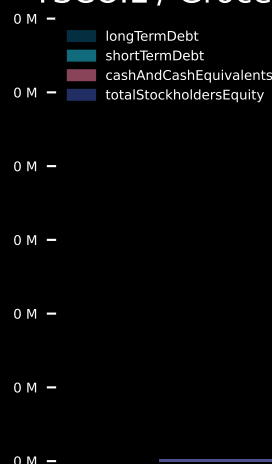 0 M
longTermDebt
shortTermDebt
cashAndCashEquivalents
totalStockholdersEquity
0 M
0 M
0 M
0 M
0 M
0 M